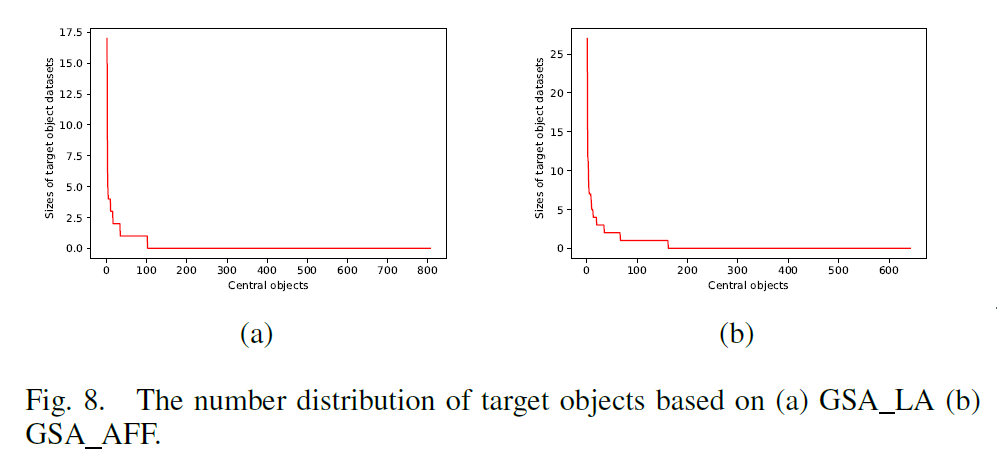 17.5
15.0
12.5
10.0
7.5
5.0
2.5
0.0
Sizes of target object datasets
0 100 200 300 400 500 600 700 800
Central objects
(a)
25
20
15
10
5
0
Sizes of target object datasets
0 100 200 300 400 500 600
Central objects
(b)
Fig. 8. The number distribution of target objects based on (a) GSA_LA (b)
GSA_AFF.